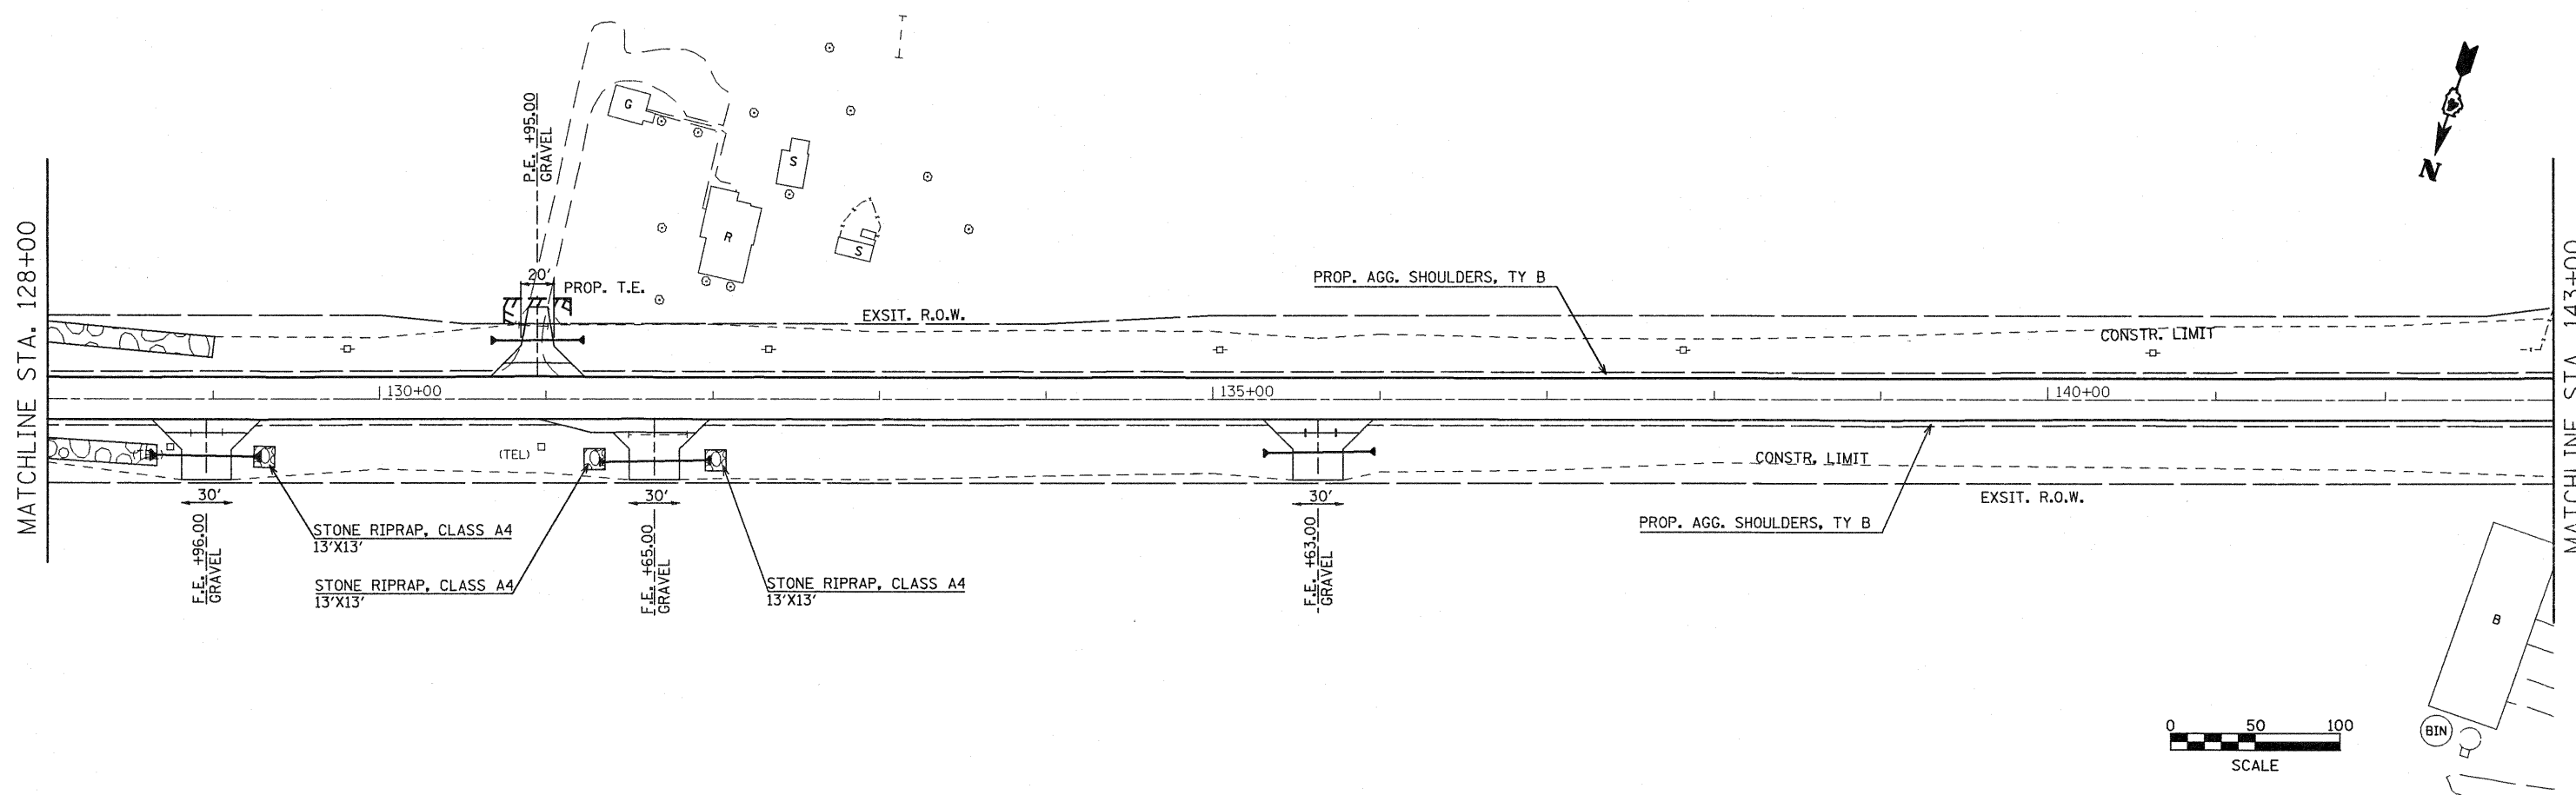 MATCHLINE STA. 128+00
P.E. +95.00
GRAVEL
G
S
R
S
20'
PROP. T.E.
EXSIT. R.O.W.
PROP. AGG. SHOULDERS, TY B
CONSTR. LIMIT
N
MATCHLINE STA. 143+00
130+00
135+00
140+00
(TEL)
30'
F.E. +96.00
GRAVEL
STONE RIPRAP, CLASS A4
13'X13'
STONE RIPRAP, CLASS A4
13'X13'
30'
F.E. +65.00
GRAVEL
STONE RIPRAP, CLASS A4
13'X13'
30'
F.E. +63.00
GRAVEL
CONSTR. LIMIT
EXSIT. R.O.W.
PROP. AGG. SHOULDERS, TY B
B
BIN
0 50 100
SCALE